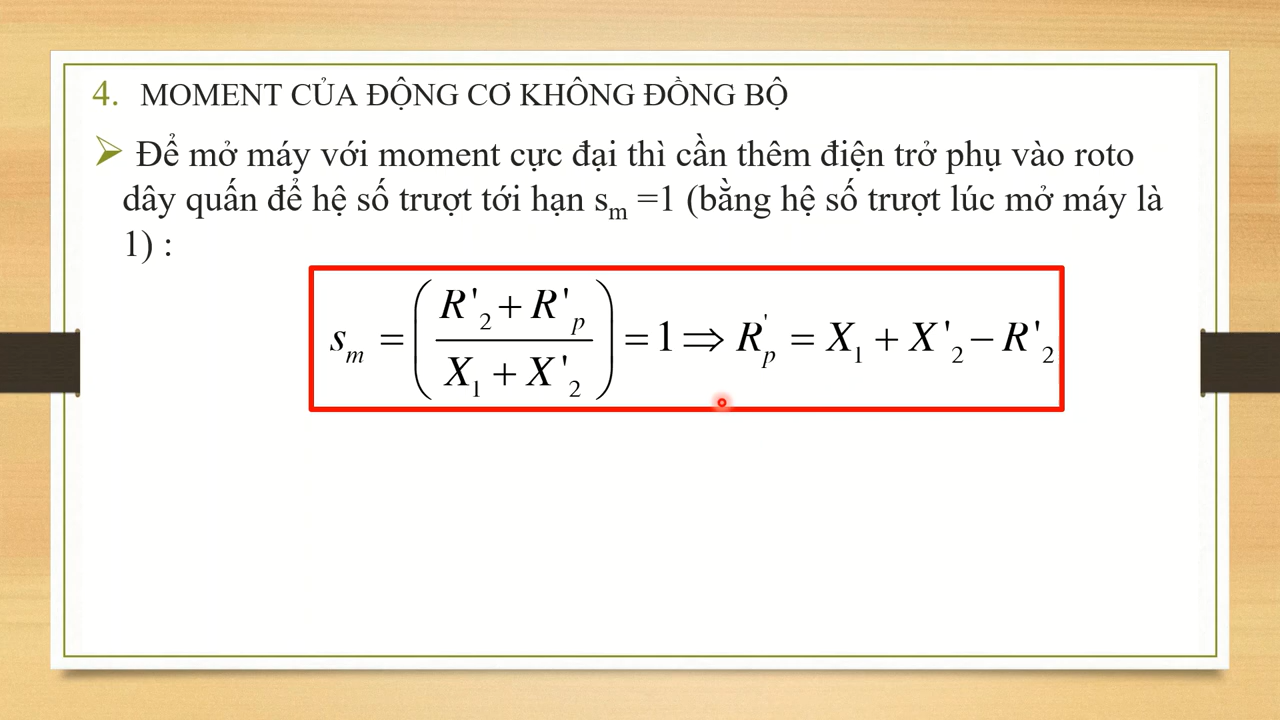 4. MOMENT CỦA ĐỘNG CƠ KHÔNG ĐỒNG BỘ
Để mở máy với moment cực đại thì cần thêm điện trở phụ vào roto
dây quấn để hệ số trượt tới hạn sₘ =1 (bằng hệ số trượt lúc mở máy là
1) :
sₘ = (R'₂ + R'ₚ / X₁ + X'₂) = 1 ⇒ R'ₚ = X₁ + X'₂ − R'₂